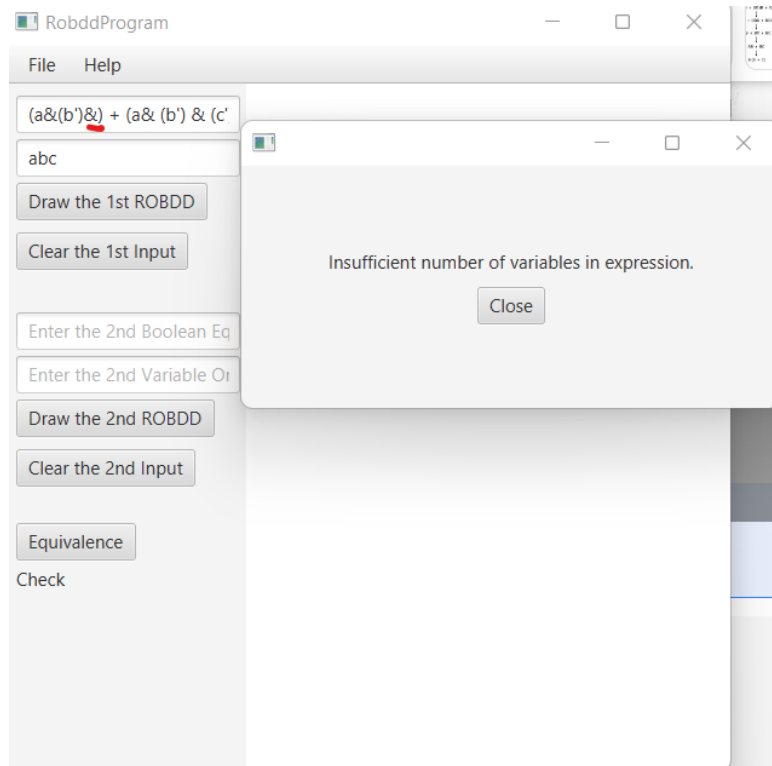 RobddProgram
File Help
(a&(b')&) + (a& (b') & (c'
abc
Draw the 1st ROBDD
Clear the 1st Input
Insufficient number of variables in expression.
Close
Enter the 2nd Boolean Eq
Enter the 2nd Variable Or
Draw the 2nd ROBDD
Clear the 2nd Input
Equivalence
Check